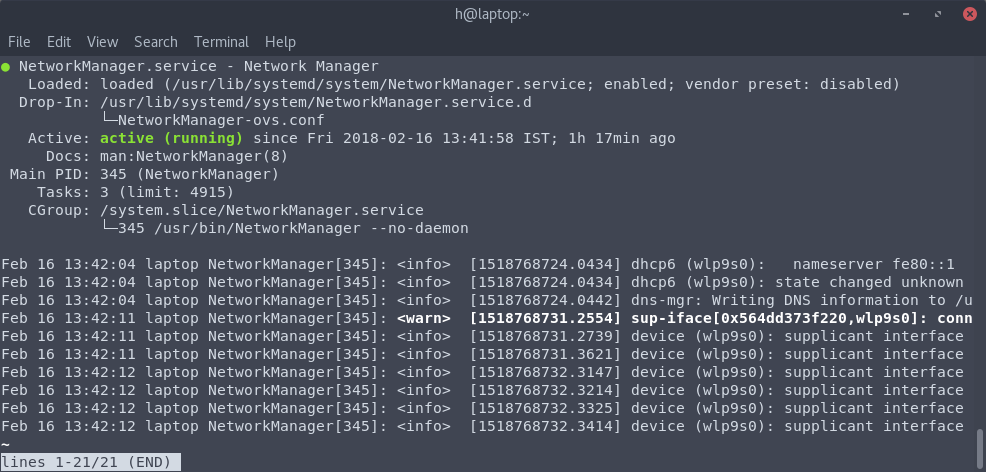 h@laptop:~
File Edit View Search Terminal Help
● NetworkManager.service - Network Manager
   Loaded: loaded (/usr/lib/systemd/system/NetworkManager.service; enabled; vendor preset: disabled)
  Drop-In: /usr/lib/systemd/system/NetworkManager.service.d
           └─NetworkManager-ovs.conf
   Active: active (running) since Fri 2018-02-16 13:41:58 IST; 1h 17min ago
     Docs: man:NetworkManager(8)
 Main PID: 345 (NetworkManager)
    Tasks: 3 (limit: 4915)
   CGroup: /system.slice/NetworkManager.service
           └─345 /usr/bin/NetworkManager --no-daemon

Feb 16 13:42:04 laptop NetworkManager[345]: <info>  [1518768724.0434] dhcp6 (wlp9s0):   nameserver fe80::1
Feb 16 13:42:04 laptop NetworkManager[345]: <info>  [1518768724.0434] dhcp6 (wlp9s0): state changed unknown
Feb 16 13:42:04 laptop NetworkManager[345]: <info>  [1518768724.0442] dns-mgr: Writing DNS information to /u
Feb 16 13:42:11 laptop NetworkManager[345]: <warn>  [1518768731.2554] sup-iface[0x564dd373f220,wlp9s0]: conn
Feb 16 13:42:11 laptop NetworkManager[345]: <info>  [1518768731.2739] device (wlp9s0): supplicant interface
Feb 16 13:42:11 laptop NetworkManager[345]: <info>  [1518768731.3621] device (wlp9s0): supplicant interface
Feb 16 13:42:12 laptop NetworkManager[345]: <info>  [1518768732.3147] device (wlp9s0): supplicant interface
Feb 16 13:42:12 laptop NetworkManager[345]: <info>  [1518768732.3214] device (wlp9s0): supplicant interface
Feb 16 13:42:12 laptop NetworkManager[345]: <info>  [1518768732.3325] device (wlp9s0): supplicant interface
Feb 16 13:42:12 laptop NetworkManager[345]: <info>  [1518768732.3414] device (wlp9s0): supplicant interface
~
lines 1-21/21 (END)